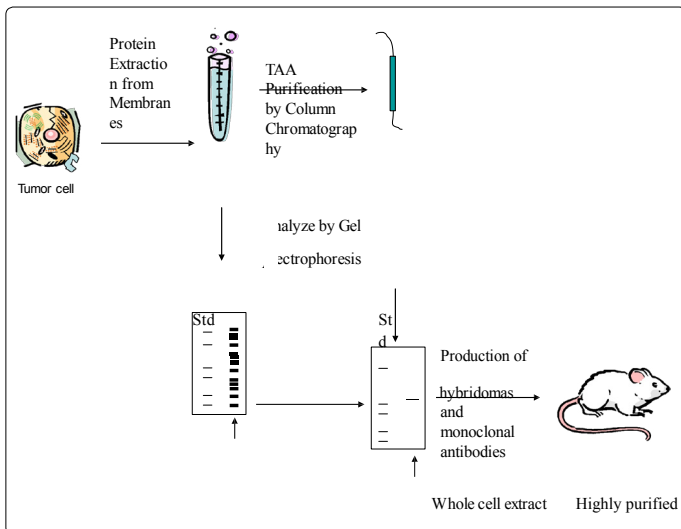 Protein
Extractio
n from
Membran
es
TAA
Purification
by Column
Chromatograp
hy
Tumor cell
nalyze by Gel
ectrophoresis
Std
St
d
Production of
hybridomas
and
monoclonal
antibodies
Whole cell extract
Highly purified